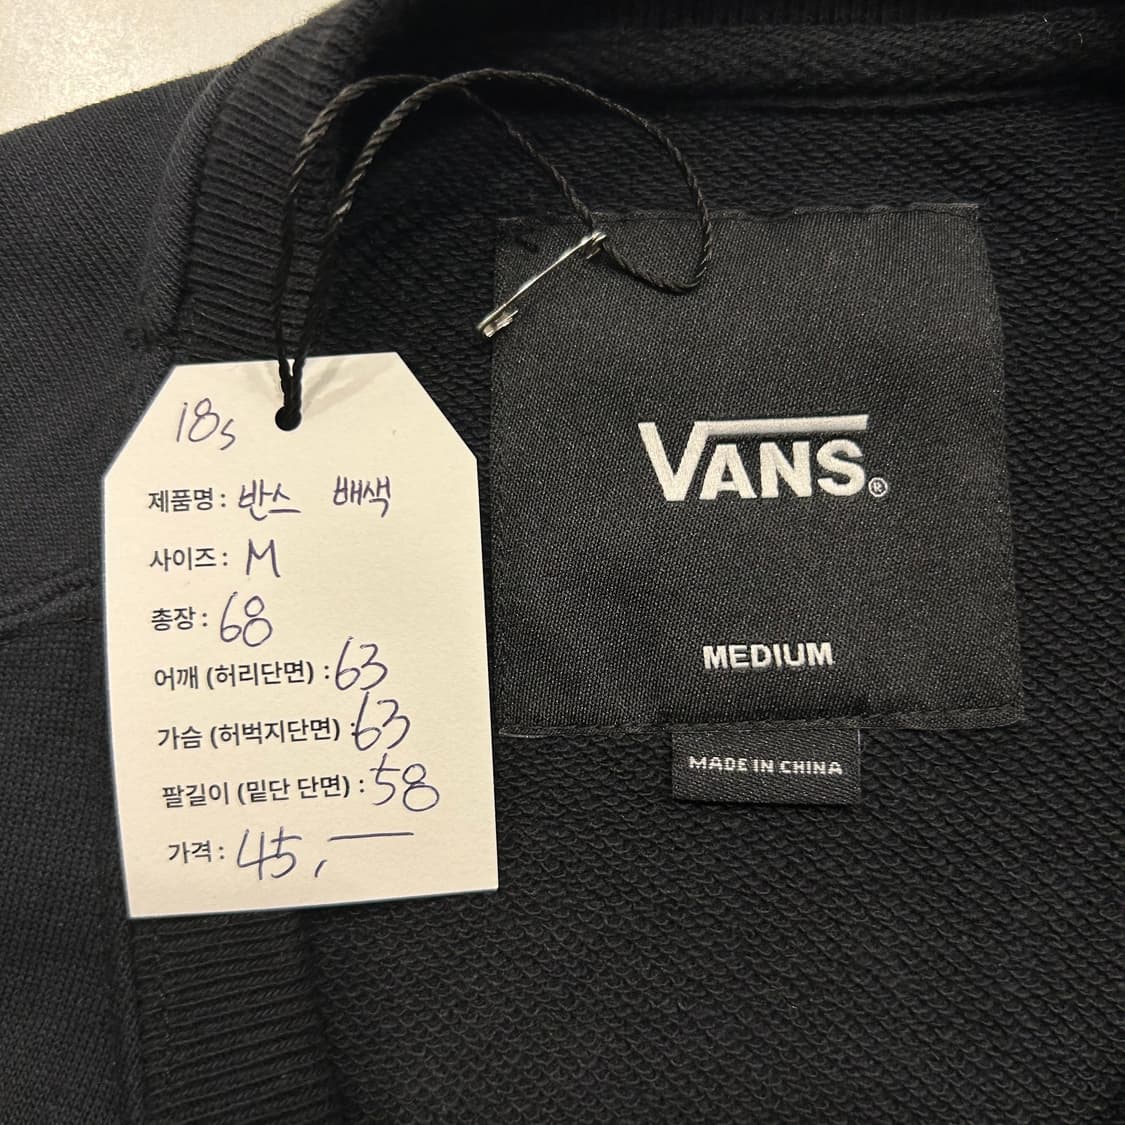 18s
제품명 : 반스 배색
사이즈 : M
총장 : 68
어깨 (허리단면) : 63
가슴 (허벅지단면) : 63
팔길이 (밑단 단면) : 58
가격 : 45,—
VANS®
MEDIUM
MADE IN CHINA